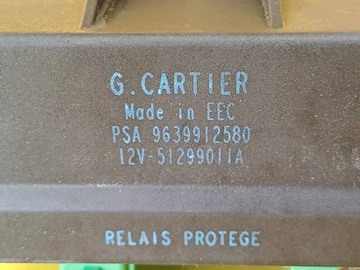 G. CARTIER
Made in EEC
PSA 9639912580
12V-51299011A
RELAIS PROTEGE